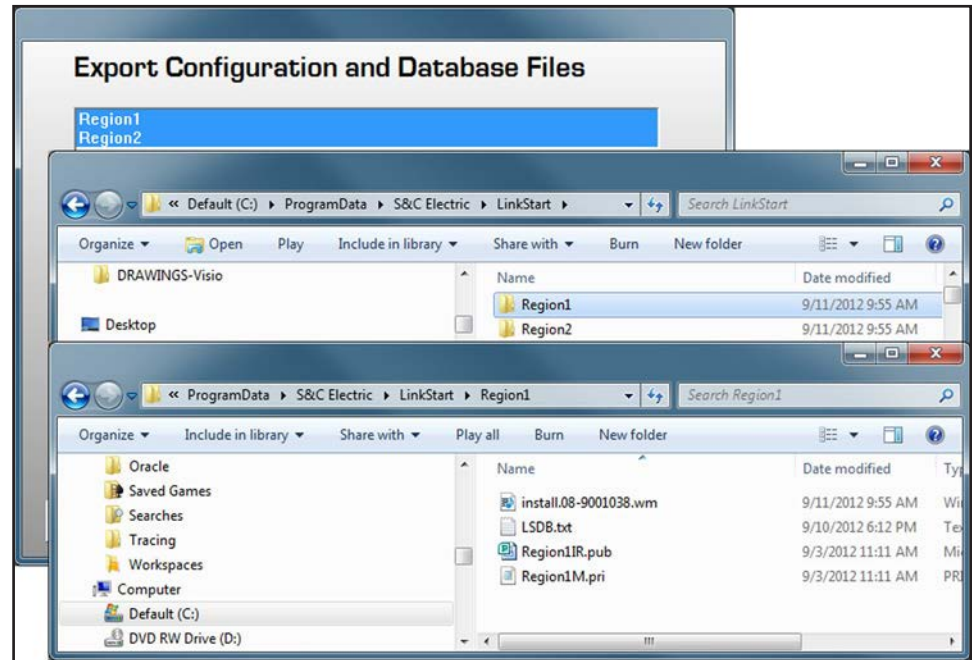 Export Configuration and Database Files
Region1
Region2
« Default (C:) ▸ ProgramData ▸ S&C Electric ▸ LinkStart ▸ Search LinkStart
Organize ▾ Open Play Include in library ▾ Share with ▾ Burn New folder
DRAWINGS-Visio Name Date modified
Region1 9/11/2012 9:55 AM
Desktop Region2 9/11/2012 9:55 AM
« ProgramData ▸ S&C Electric ▸ LinkStart ▸ Region1 Search Region1
Organize ▾ Include in library ▾ Share with ▾ Play all Burn New folder
Oracle Name Date modified Typ
Saved Games install.08-9001038.wm 9/11/2012 9:55 AM Wi
Searches LSDB.txt 9/10/2012 6:12 PM Te
Tracing Region1IR.pub 9/3/2012 11:11 AM Mi
Workspaces Region1M.pri 9/3/2012 11:11 AM PRI
Computer
Default (C:)
DVD RW Drive (D:)